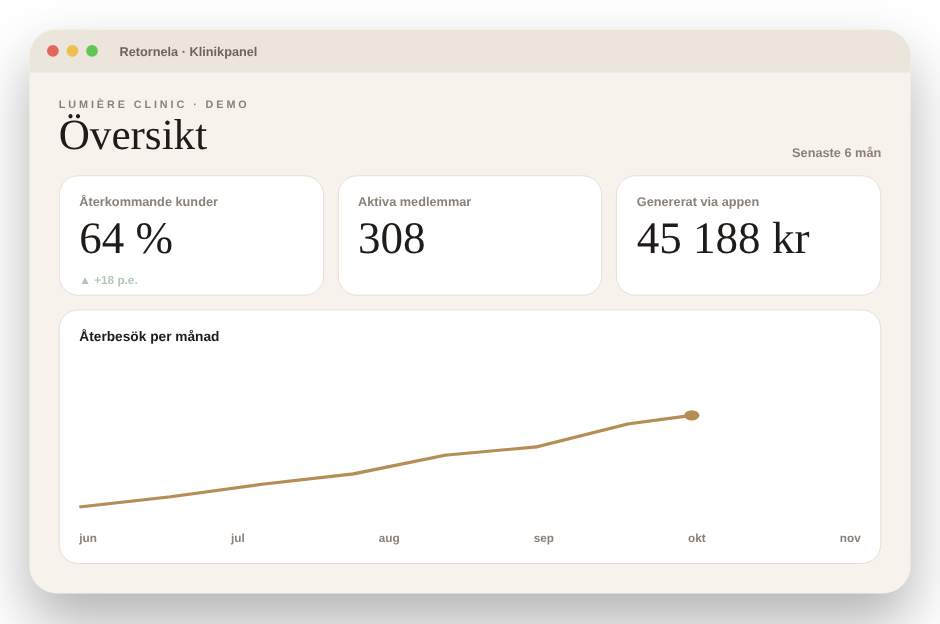 Retornela · Klinikpanel
LUMIÈRE CLINIC · DEMO
Översikt
Senaste 6 mån
Återkommande kunder
64 %
▲ +18 p.e.
Aktiva medlemmar
308
Genererat via appen
45 188 kr
Återbesök per månad
jun jul aug sep okt nov